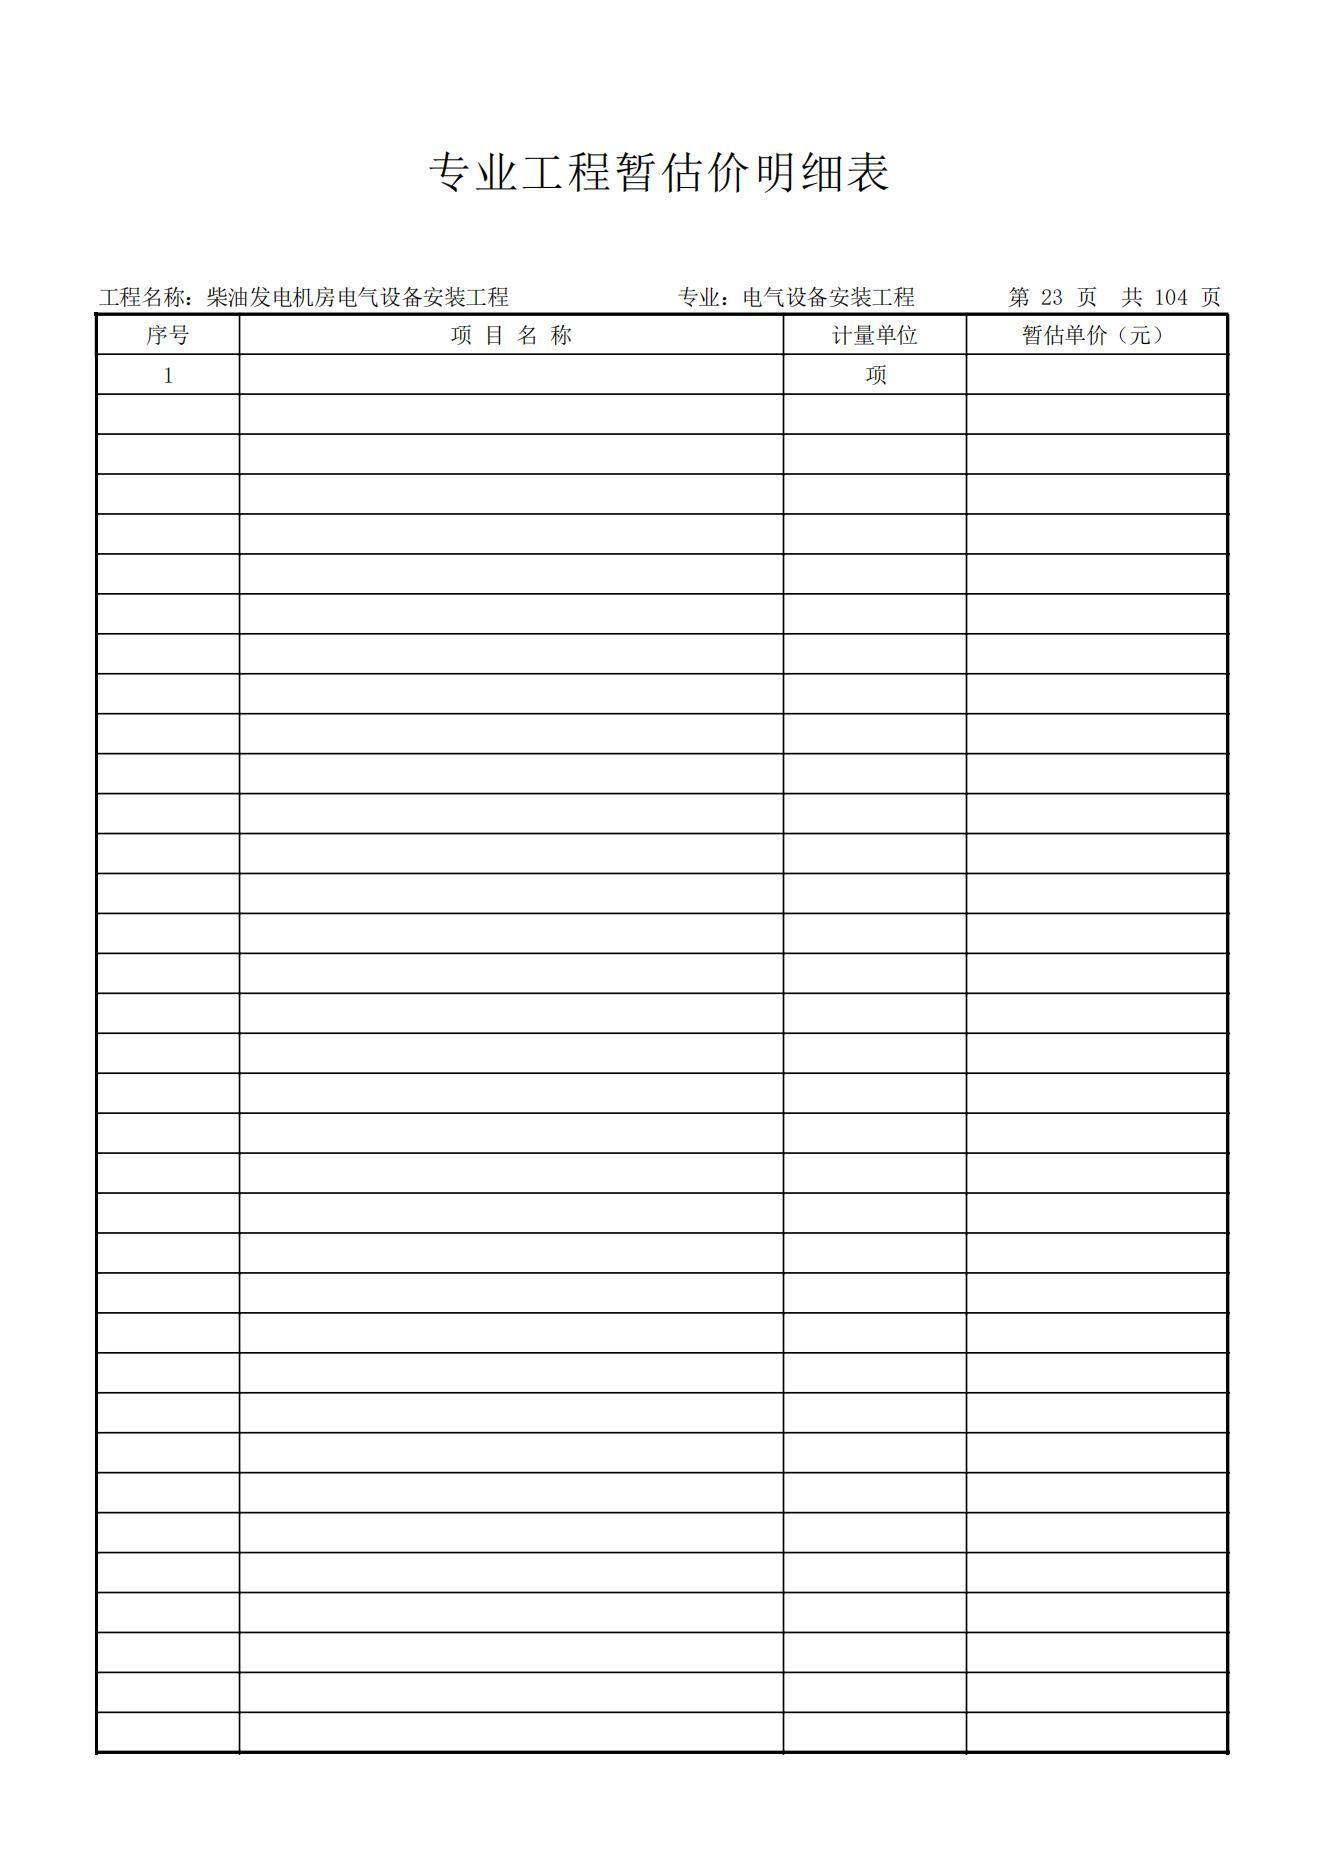 专业工程暂估价明细表
工程名称：柴油发电机房电气设备安装工程 专业：电气设备安装工程 第 23 页 共 104 页
序号 项 目 名 称 计量单位 暂估单价（元）
1 项